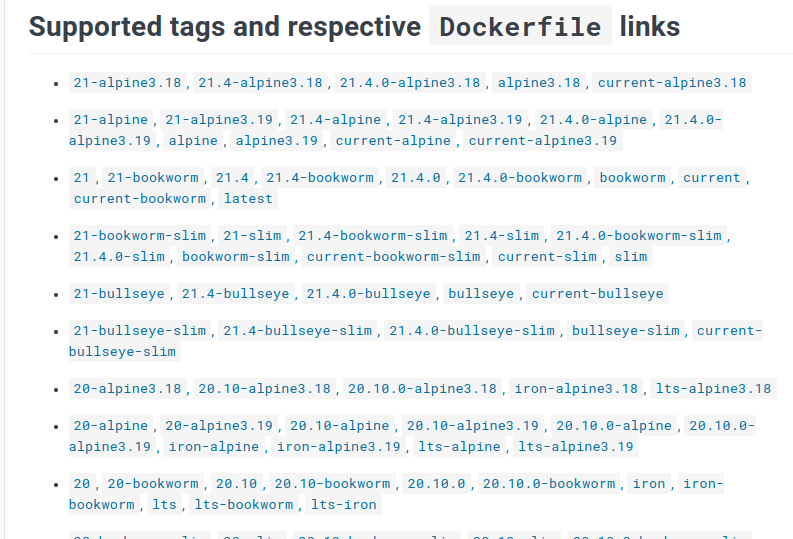 Supported tags and respective Dockerfile links
• 21-alpine3.18, 21.4-alpine3.18, 21.4.0-alpine3.18, alpine3.18, current-alpine3.18
• 21-alpine, 21-alpine3.19, 21.4-alpine, 21.4-alpine3.19, 21.4.0-alpine, 21.4.0-
alpine3.19, alpine, alpine3.19, current-alpine, current-alpine3.19
• 21, 21-bookworm, 21.4, 21.4-bookworm, 21.4.0, 21.4.0-bookworm, bookworm, current,
current-bookworm, latest
• 21-bookworm-slim, 21-slim, 21.4-bookworm-slim, 21.4-slim, 21.4.0-bookworm-slim,
21.4.0-slim, bookworm-slim, current-bookworm-slim, current-slim, slim
• 21-bullseye, 21.4-bullseye, 21.4.0-bullseye, bullseye, current-bullseye
• 21-bullseye-slim, 21.4-bullseye-slim, 21.4.0-bullseye-slim, bullseye-slim, current-
bullseye-slim
• 20-alpine3.18, 20.10-alpine3.18, 20.10.0-alpine3.18, iron-alpine3.18, lts-alpine3.18
• 20-alpine, 20-alpine3.19, 20.10-alpine, 20.10-alpine3.19, 20.10.0-alpine, 20.10.0-
alpine3.19, iron-alpine, iron-alpine3.19, lts-alpine, lts-alpine3.19
• 20, 20-bookworm, 20.10, 20.10-bookworm, 20.10.0, 20.10.0-bookworm, iron, iron-
bookworm, lts, lts-bookworm, lts-iron